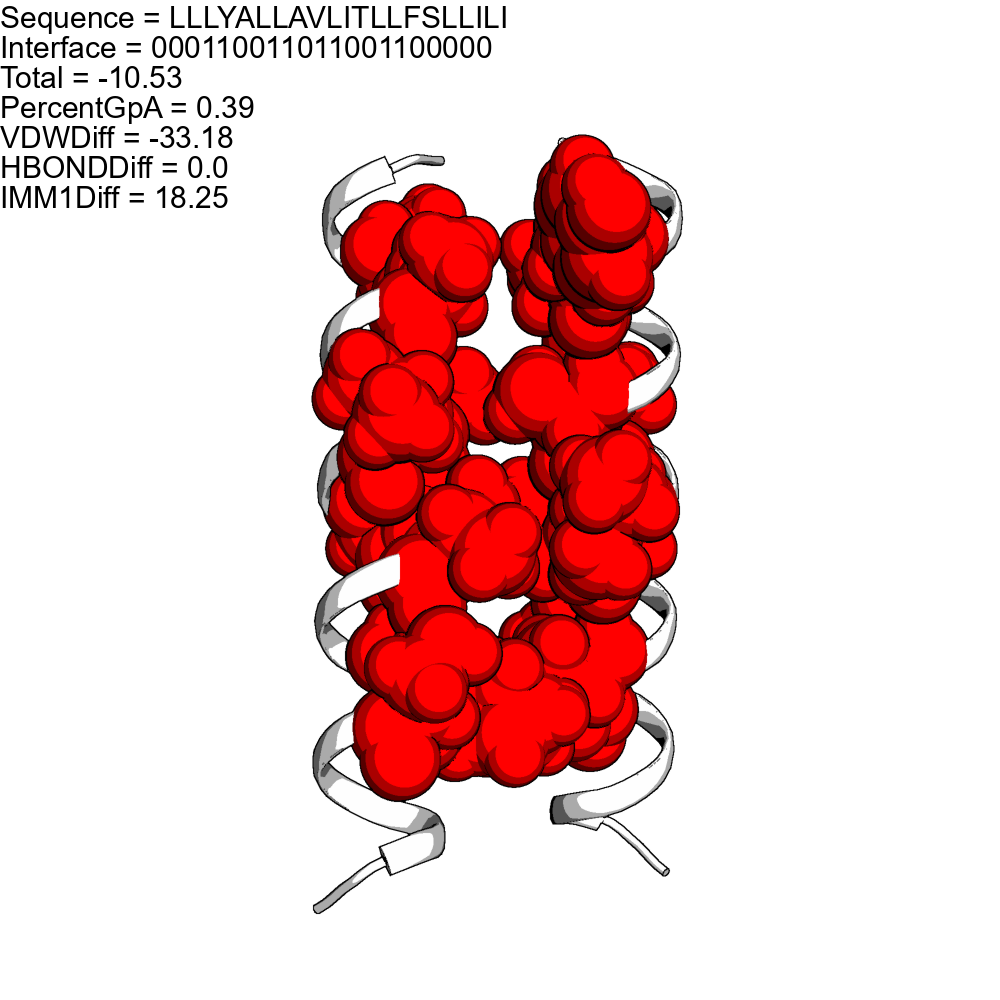 Sequence = LLLYALLAVLITLLFSLLILI
Interface = 000110011011001100000
Total = -10.53
PercentGpA = 0.39
VDWDiff = -33.18
HBONDDiff = 0.0
IMM1Diff = 18.25